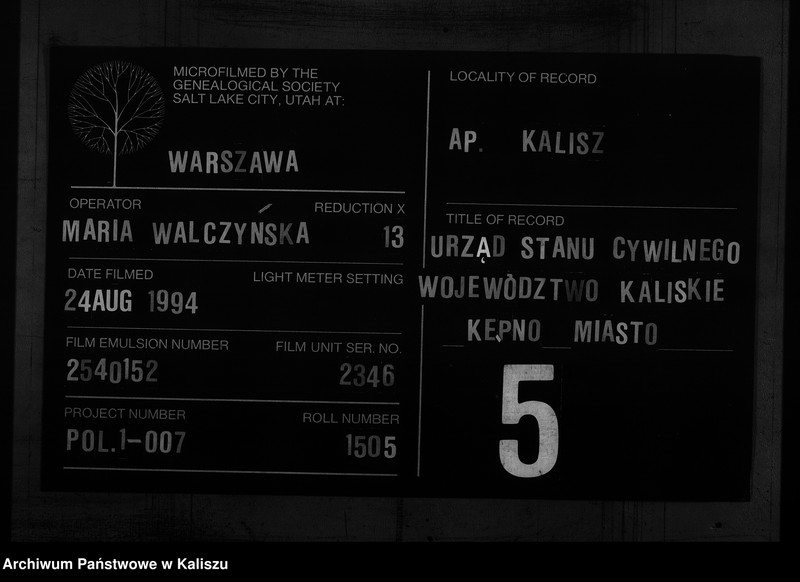 MICROFILMED BY THE
GENEALOGICAL SOCIETY
SALT LAKE CITY, UTAH AT:
WARSZAWA
OPERATOR REDUCTION X
MARIA WALCZYŃSKA 13
DATE FILMED LIGHT METER SETTING
24AUG 1994
FILM EMULSION NUMBER FILM UNIT SER. NO.
2540152 2346
PROJECT NUMBER ROLL NUMBER
POL.1-007 1505
LOCALITY OF RECORD
AP. KALISZ
TITLE OF RECORD
URZĄD STANU CYWILNEGO
WOJEWÓDZTWO KALISKIE
KĘPNO MIASTO
5
Archiwum Państwowe w Kaliszu